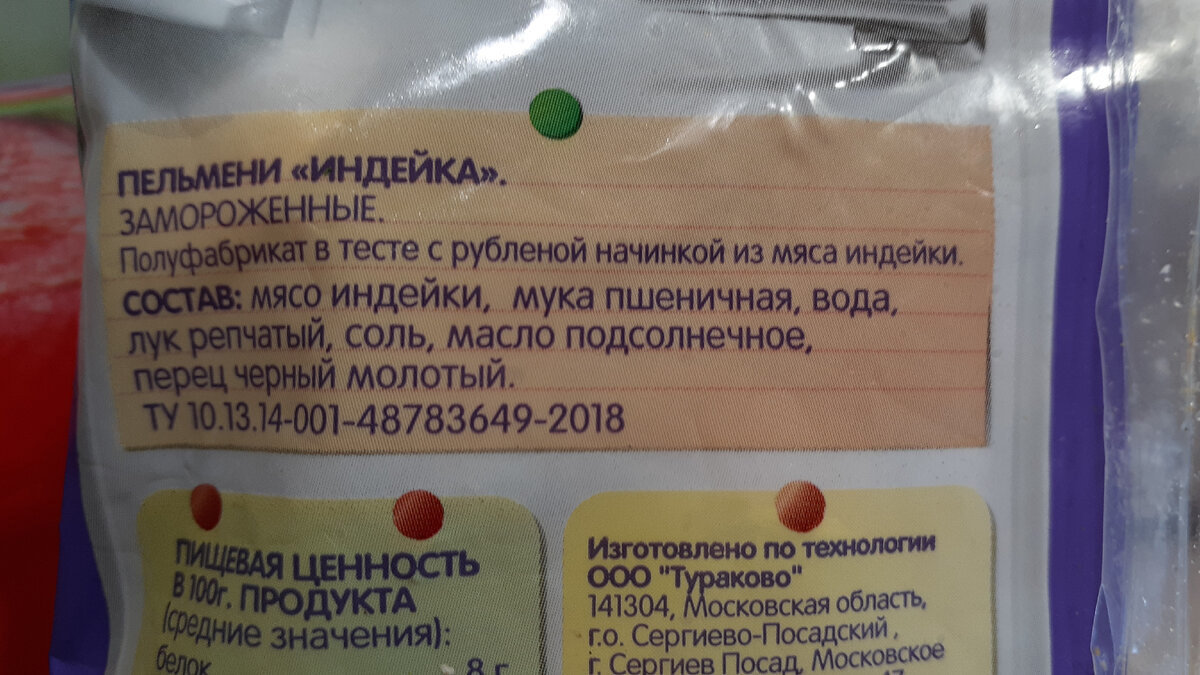 ПЕЛЬМЕНИ «ИНДЕЙКА».
ЗАМОРОЖЕННЫЕ.
Полуфабрикат в тесте с рубленой начинкой из мяса индейки.
СОСТАВ: мясо индейки, мука пшеничная, вода,
лук репчатый, соль, масло подсолнечное,
перец черный молотый.
ТУ 10.13.14-001-48783649-2018
ПИЩЕВАЯ ЦЕННОСТЬ
В 100г. ПРОДУКТА
(средние значения):
белок 8 г
Изготовлено по технологии
ООО "Тураково"
141304, Московская область,
г.о. Сергиево-Посадский,
г. Сергиев Посад, Московское